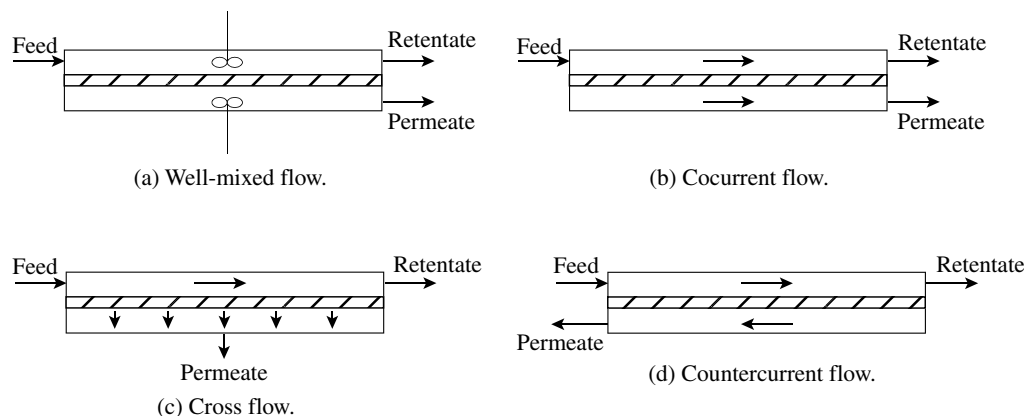 Feed
Retentate
Permeate
(a) Well-mixed flow.
Feed
Retentate
Permeate
(b) Cocurrent flow.
Feed
Retentate
Permeate
(c) Cross flow.
Feed
Retentate
Permeate
(d) Countercurrent flow.